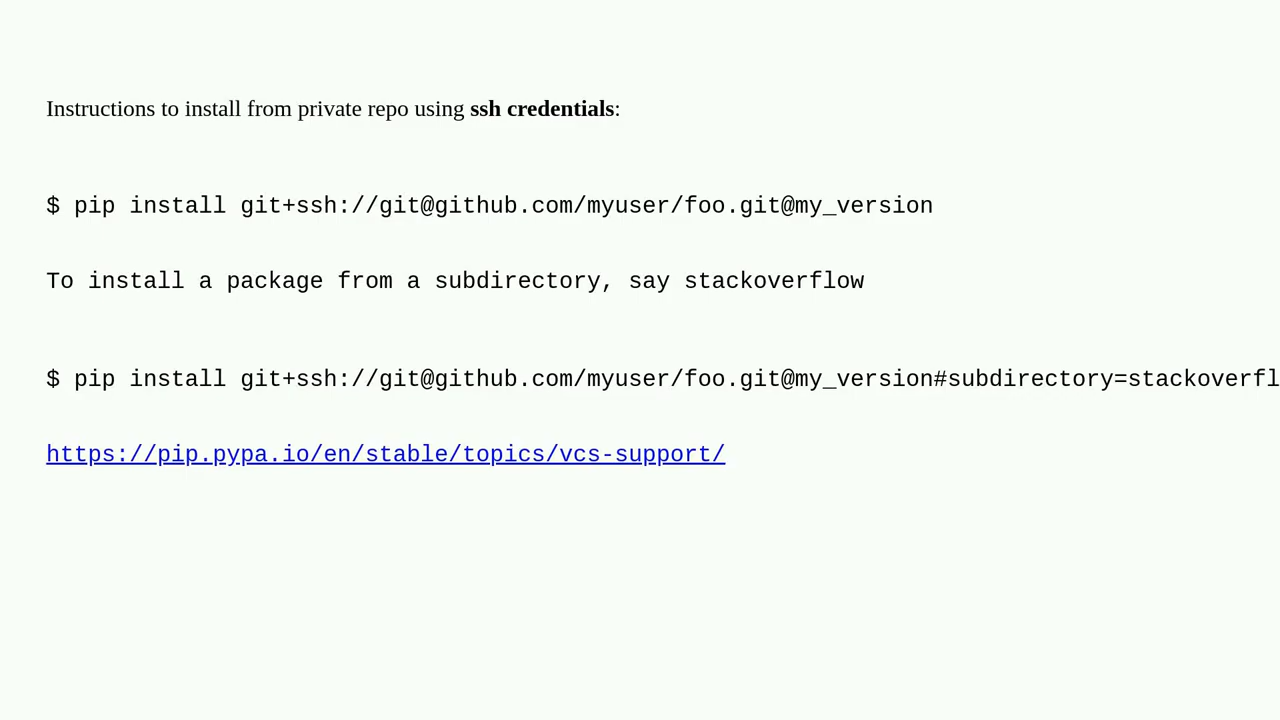 Instructions to install from private repo using ssh credentials:
$ pip install git+ssh://git@github.com/myuser/foo.git@my_version
To install a package from a subdirectory, say stackoverflow
$ pip install git+ssh://git@github.com/myuser/foo.git@my_version#subdirectory=stackoverfl
https://pip.pypa.io/en/stable/topics/vcs-support/